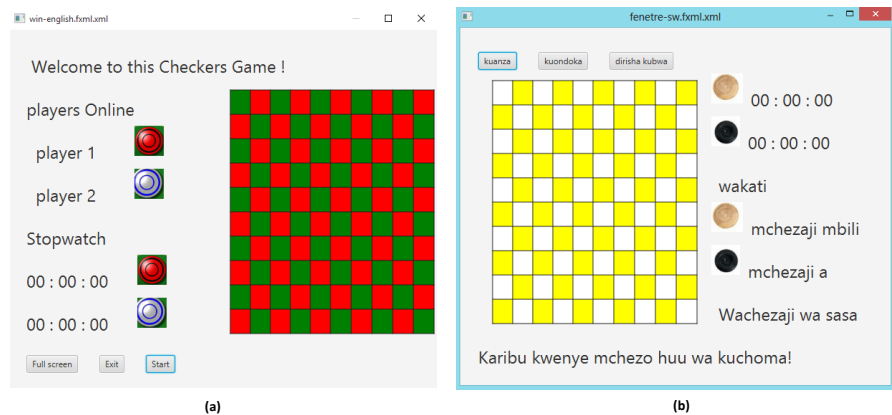 win-english.fxml.xml
Welcome to this Checkers Game !
players Online
player 1
player 2
Stopwatch
00 : 00 : 00
00 : 00 : 00
Full screen Exit Start
(a)
fenetre-sw.fxml.xml
kuanza kuondoka dirisha kubwa
00 : 00 : 00
00 : 00 : 00
wakati
mchezaji mbili
mchezaji a
Wachezaji wa sasa
Karibu kwenye mchezo huu wa kuchoma!
(b)